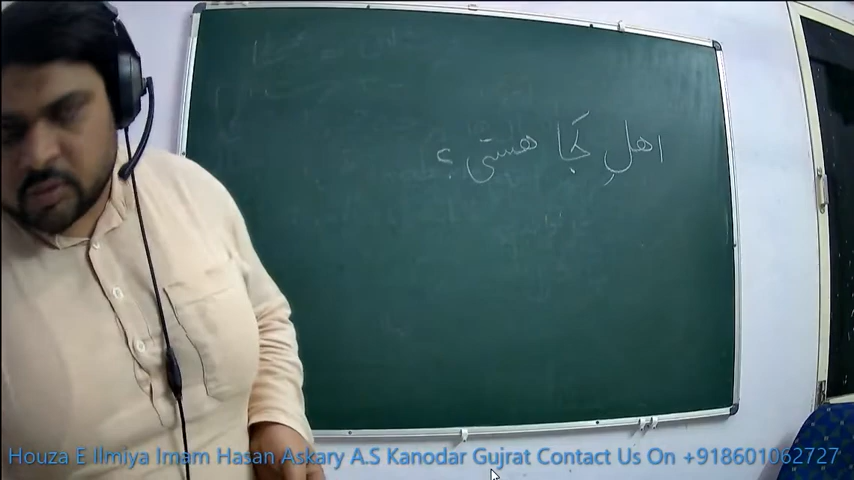 اهلِ کجا هستی؟
Houza E Ilmiya Imam Hasan Askary A.S Kanodar Gujrat Contact Us On +918601062727